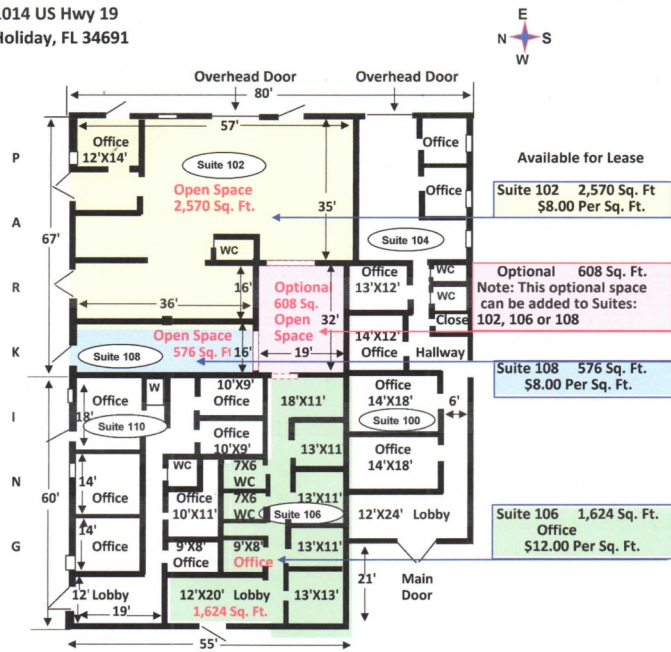 1014 US Hwy 19
Holiday, FL 34691
E
N S
W
Overhead Door
Overhead Door
80'
57'
Office
12'X14'
Suite 102
Open Space
2,570 Sq. Ft.
35'
Office
Office
Suite 104
P
A
R
K
I
N
G
67'
60'
Available for Lease
Suite 102 2,570 Sq. Ft
$8.00 Per Sq. Ft.
WC
16'
36'
Optional
608 Sq.
Open
Space
32'
19'
Office
13'X12'
WC
WC
Close
14'X12'
Office
Hallway
Optional 608 Sq. Ft.
Note: This optional space
can be added to Suites:
102, 106 or 108
Open Space
576 Sq. Ft
16'
Suite 108
Suite 108 576 Sq. Ft.
$8.00 Per Sq. Ft.
Office
18'
W
Suite 110
10'X9'
Office
Office
10'X9'
18'X11'
13'X11
Office
14'X18'
Suite 100
6'
Office
14'X18'
14'
Office
WC
Office
10'X11'
7X6
WC
7X6
WC
13'X11'
Suite 106
12'X24' Lobby
14'
Office
9'X8'
Office
9'X8'
Office
13'X11'
Suite 106 1,624 Sq. Ft.
Office
$12.00 Per Sq. Ft.
12' Lobby
19'
12'X20' Lobby
1,624 Sq. Ft.
13'X13'
21'
Main
Door
55'